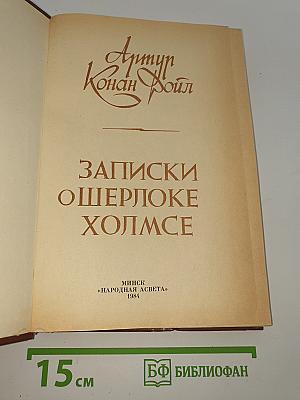 Артур
Конан Дойл
ЗАПИСКИ
О ШЕРЛОКЕ
ХОЛМСЕ
МИНСК
«НАРОДНАЯ АСВЕТА»
1984
15 см
БФ БИБЛИОФАН